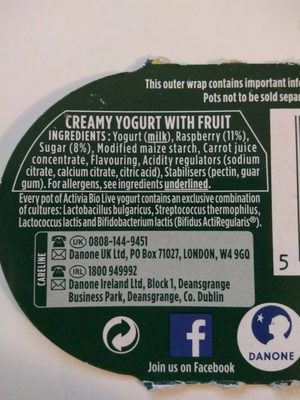 This outer wrap contains important
Pots not to be sold
CREAMY YOGURT WITH FRUIT
INGREDIENTS : Yogurt (milk), Raspberry (11%),
Sugar (8%), Modified maize starch, Carrot juice
concentrate, Flavouring, Acidity regulators (sodium
citrate, calcium citrate, citric acid), Stabilisers (pectin, guar
gum). For allergens, see ingredients underlined.
Every pot of Activia Bio Live yogurt contains an exclusive combination
of cultures: Lactobacillus bulgaricus, Streptococcus thermophilus,
Lactococcus lactis and Bifidobacterium lactis (Bifidus ActiRegularis®).
CARELINE
UK 0808-144-9451
Danone UK Ltd, PO Box 71027, LONDON, W4 9GQ
IRL 1800 949992
Danone Ireland Ltd, Block 1, Deansgrange
Business Park, Deansgrange, Co. Dublin
5
f
DANONE
Join us on Facebook